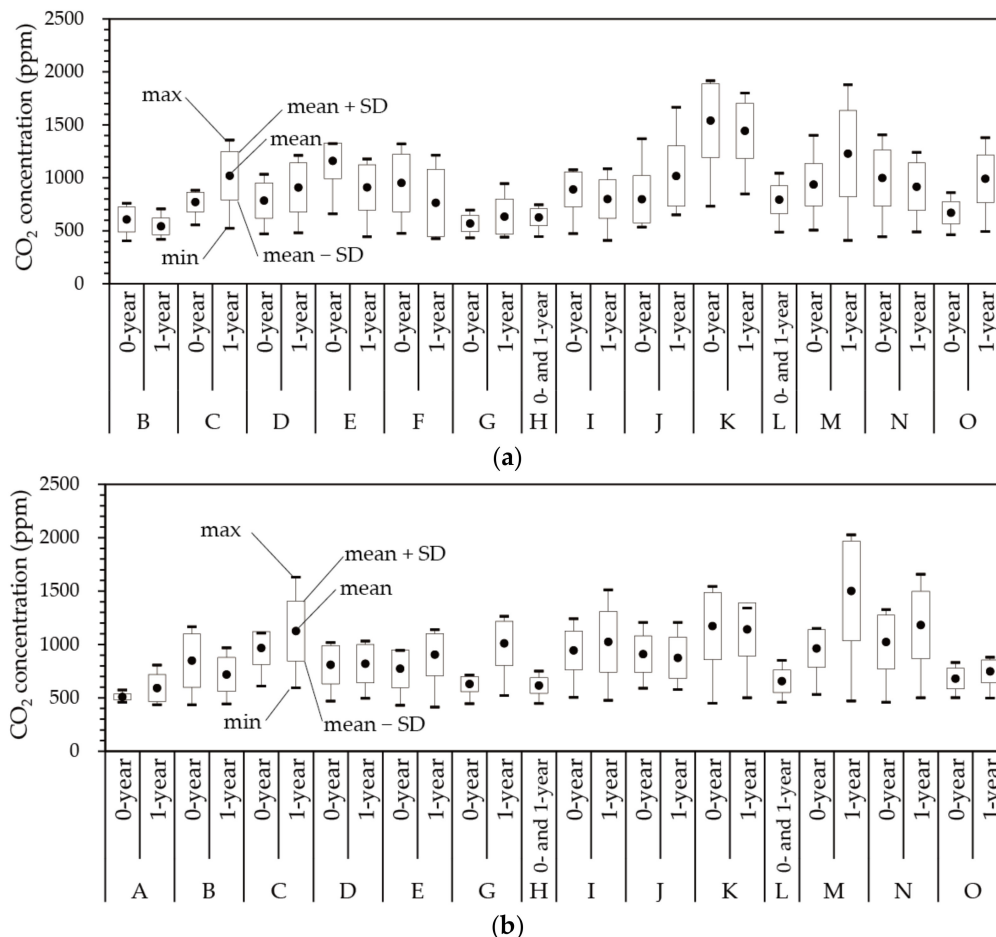 2500
2000
1500
1000
500
0
CO₂ concentration (ppm)
max
mean + SD
mean
min
mean − SD
0-year 1-year 0-year 1-year 0-year 1-year 0-year 1-year 0-year 1-year 0-year 1-year 0- and 1-year 0-year 1-year 0-year 1-year 0-year 1-year 0- and 1-year 0-year 1-year 0-year 1-year 0-year 1-year
B C D E F G H I J K L M N O
(a)
2500
2000
1500
1000
500
0
CO₂ concentration (ppm)
max
mean + SD
mean
min
mean − SD
0-year 1-year 0-year 1-year 0-year 1-year 0-year 1-year 0-year 1-year 0-year 1-year 0- and 1-year 0-year 1-year 0-year 1-year 0-year 1-year 0- and 1-year 0-year 1-year 0-year 1-year 0-year 1-year
A B C D E G H I J K L M N O
(b)